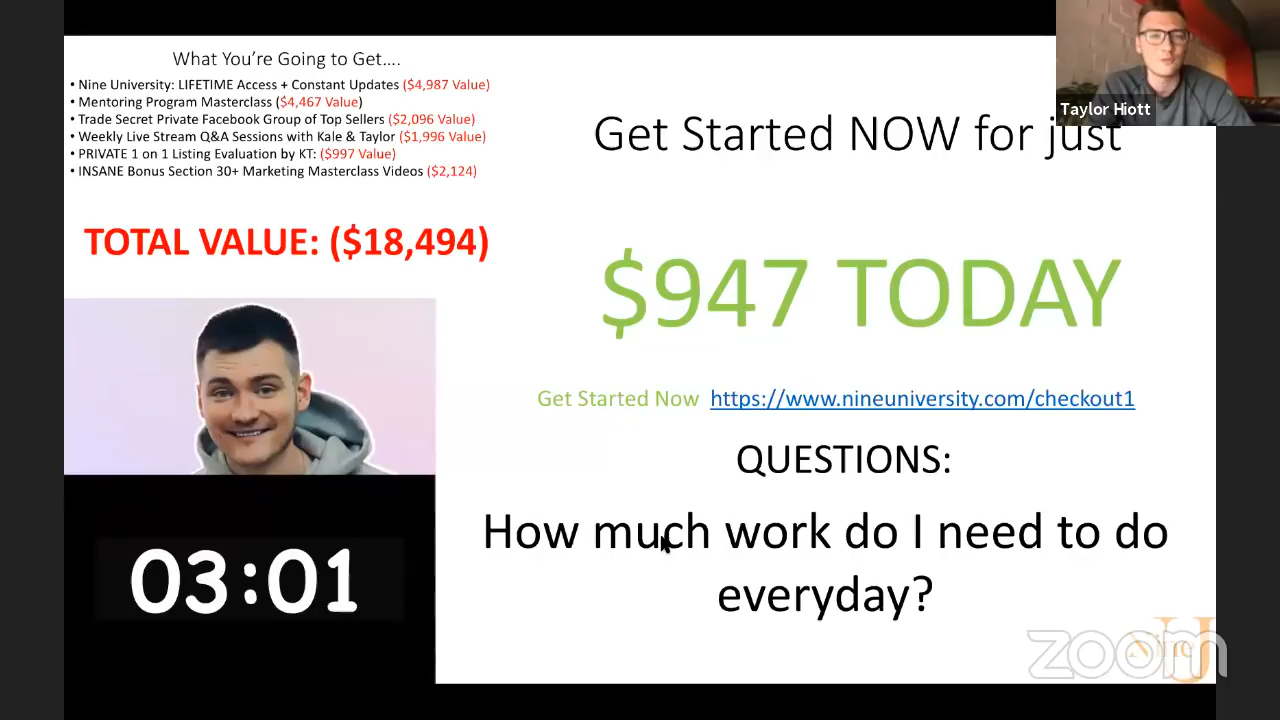 What You're Going to Get....
• Nine University: LIFETIME Access + Constant Updates ($4,987 Value)
• Mentoring Program Masterclass ($4,467 Value)
• Trade Secret Private Facebook Group of Top Sellers ($2,096 Value)
• Weekly Live Stream Q&A Sessions with Kale & Taylor ($1,996 Value)
• PRIVATE 1 on 1 Listing Evaluation by KT: ($997 Value)
• INSANE Bonus Section 30+ Marketing Masterclass Videos ($2,124)
TOTAL VALUE: ($18,494)
03:01
Taylor Hiott
Get Started NOW for just
$947 TODAY
Get Started Now https://www.nineuniversity.com/checkout1
QUESTIONS:
How much work do I need to do
everyday?
Nine U
zoom